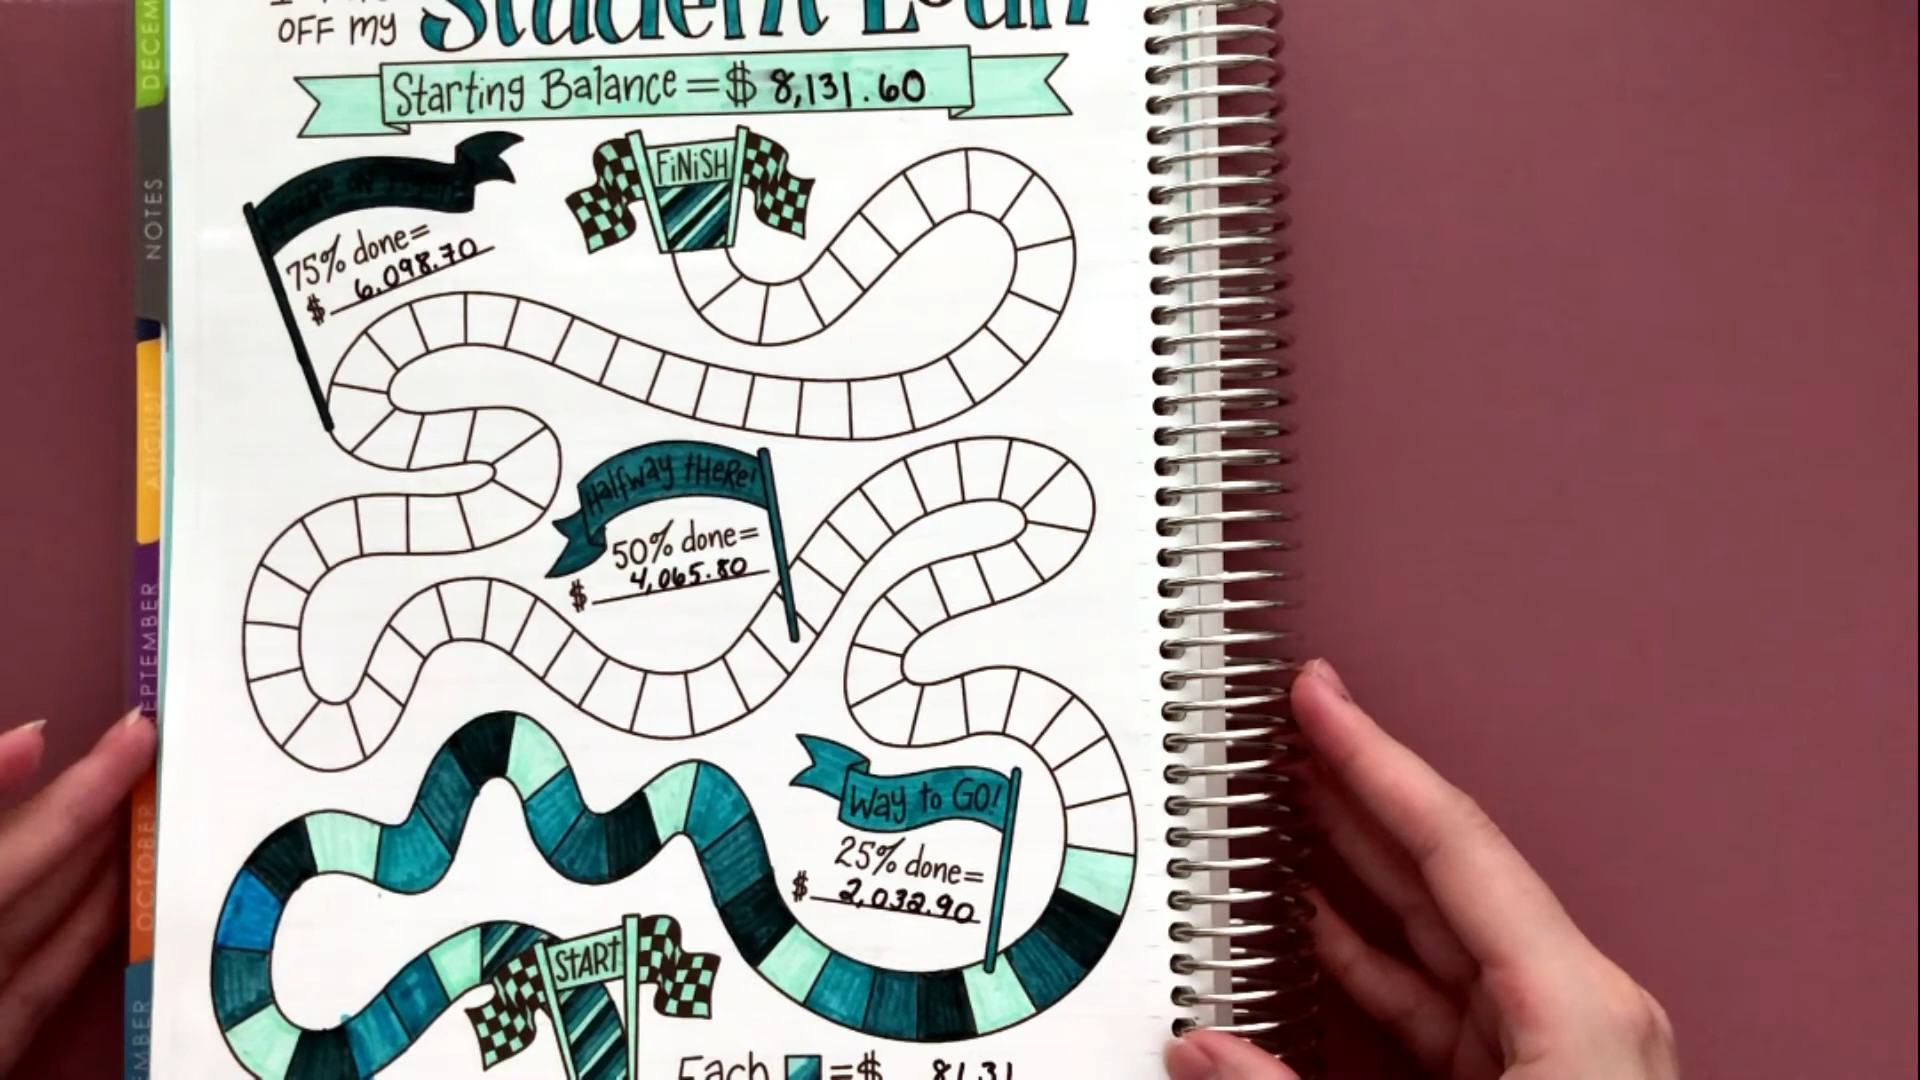 OFF my Student Loan
Starting Balance = $ 8,131.60
FiNiSH
75% done=
$ 6,098.70
Halfway tHeRe!
50% done=
$ 4,065.80
Way to GO!
25% done=
$ 2,032.90
StARt
Each = $ 81.31
NOTES
AUGUST
SEPTEMBER
OCTOBER